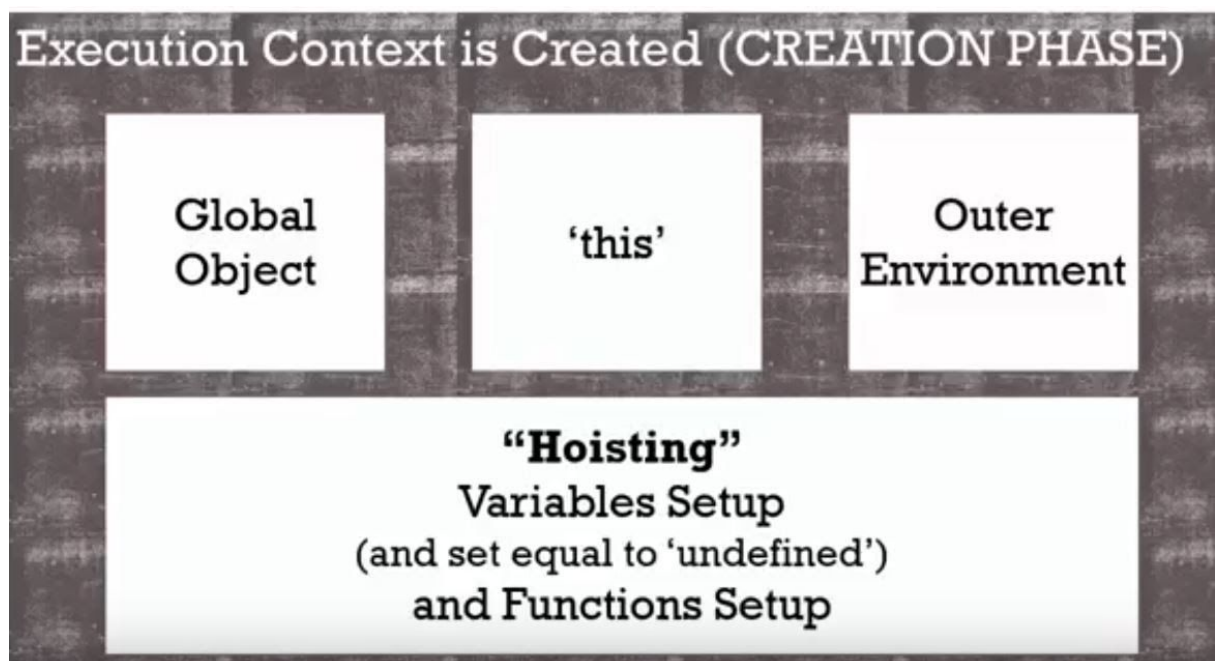 Execution Context is Created (CREATION PHASE)
Global
Object
‘this’
Outer
Environment
“Hoisting”
Variables Setup
(and set equal to ‘undefined’)
and Functions Setup